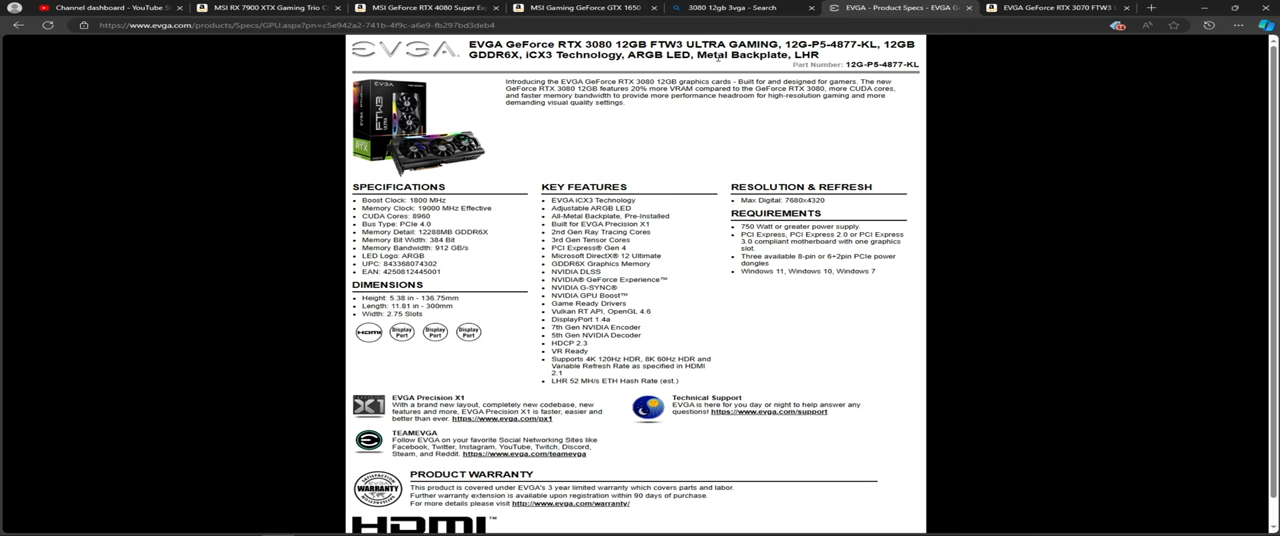 Channel dashboard - YouTube S
MSI RX 7900 XTX Gaming Trio C
MSI GeForce RTX 4080 Super Ex
MSI Gaming GeForce GTX 1650
3080 12gb 3vga - Search
EVGA - Product Specs - EVGA G
EVGA GeForce RTX 3070 FTW3 U
https://www.evga.com/products/Specs/GPU.aspx?pn=c5e942a2-741b-4257-a6e9-fb297bd3deb4
EVGA
EVGA GeForce RTX 3080 12GB FTW3 ULTRA GAMING, 12G-P5-4877-KL, 12GB
GDDR6X, iCX3 Technology, ARGB LED, Metal Backplate, LHR
Part Number: 12G-P5-4877-KL
Introducing the EVGA GeForce RTX 3080 12GB graphics cards - Built for and designed for gamers. The new
GeForce RTX 3080 12GB features 20% more VRAM compared to the GeForce RTX 3080, more CUDA cores,
and faster memory bandwidth to provide more performance headroom for high-resolution gaming and more
demanding visual quality settings.
EVGA
FTW3
RTX
SPECIFICATIONS
Boost Clock: 1800 MHz
Memory Clock: 19000 MHz Effective
CUDA Cores: 8960
Bus Type: PCIe 4.0
Memory Detail: 12288MB GDDR6X
Memory Bit Width: 384 Bit
Memory Bandwidth: 912 GB/s
LED Logo: ARGB
UPC: 843368074302
EAN: 4250812445001
DIMENSIONS
Height: 5.38 in - 136.75mm
Length: 11.81 in - 300mm
Width: 2.75 Slots
HDMI
Display Port
Display Port
Display Port
KEY FEATURES
EVGA iCX3 Technology
Adjustable ARGB LED
All-Metal Backplate, Pre-Installed
Built for EVGA Precision X1
2nd Gen Ray Tracing Cores
3rd Gen Tensor Cores
PCI Express® Gen 4
Microsoft DirectX® 12 Ultimate
GDDR6X Graphics Memory
NVIDIA DLSS
NVIDIA® GeForce Experience™
NVIDIA G-SYNC®
NVIDIA GPU Boost™
Game Ready Drivers
Vulkan RT API, OpenGL 4.6
DisplayPort 1.4a
7th Gen NVIDIA Encoder
5th Gen NVIDIA Decoder
HDCP 2.3
VR Ready
Supports 4K 120Hz HDR, 8K 60Hz HDR and
Variable Refresh Rate as specified in HDMI
2.1
LHR 52 MH/s ETH Hash Rate (est.)
RESOLUTION & REFRESH
Max Digital: 7680x4320
REQUIREMENTS
750 Watt or greater power supply.
PCI Express, PCI Express 2.0 or PCI Express
3.0 compliant motherboard with one graphics
slot.
Three available 8-pin or 6+2pin PCIe power
dongles
Windows 11, Windows 10, Windows 7
X1
EVGA Precision X1
With a brand new layout, completely new codebase, new
features and more, EVGA Precision X1 is faster, easier and
better than ever. https://www.evga.com/px1
Technical Support
EVGA is here for you day or night to help answer any
questions! https://www.evga.com/support
TEAMEVGA
Follow EVGA on your favorite Social Networking Sites like
Facebook, Twitter, Instagram, YouTube, Twitch, Discord,
Steam, and Reddit. https://www.evga.com/teamevga
WARRANTY
PRODUCT WARRANTY
This product is covered under EVGA's 3 year limited warranty which covers parts and labor.
Further warranty extension is available upon registration within 90 days of purchase.
For more details please visit http://www.evga.com/warranty/
HDMI™